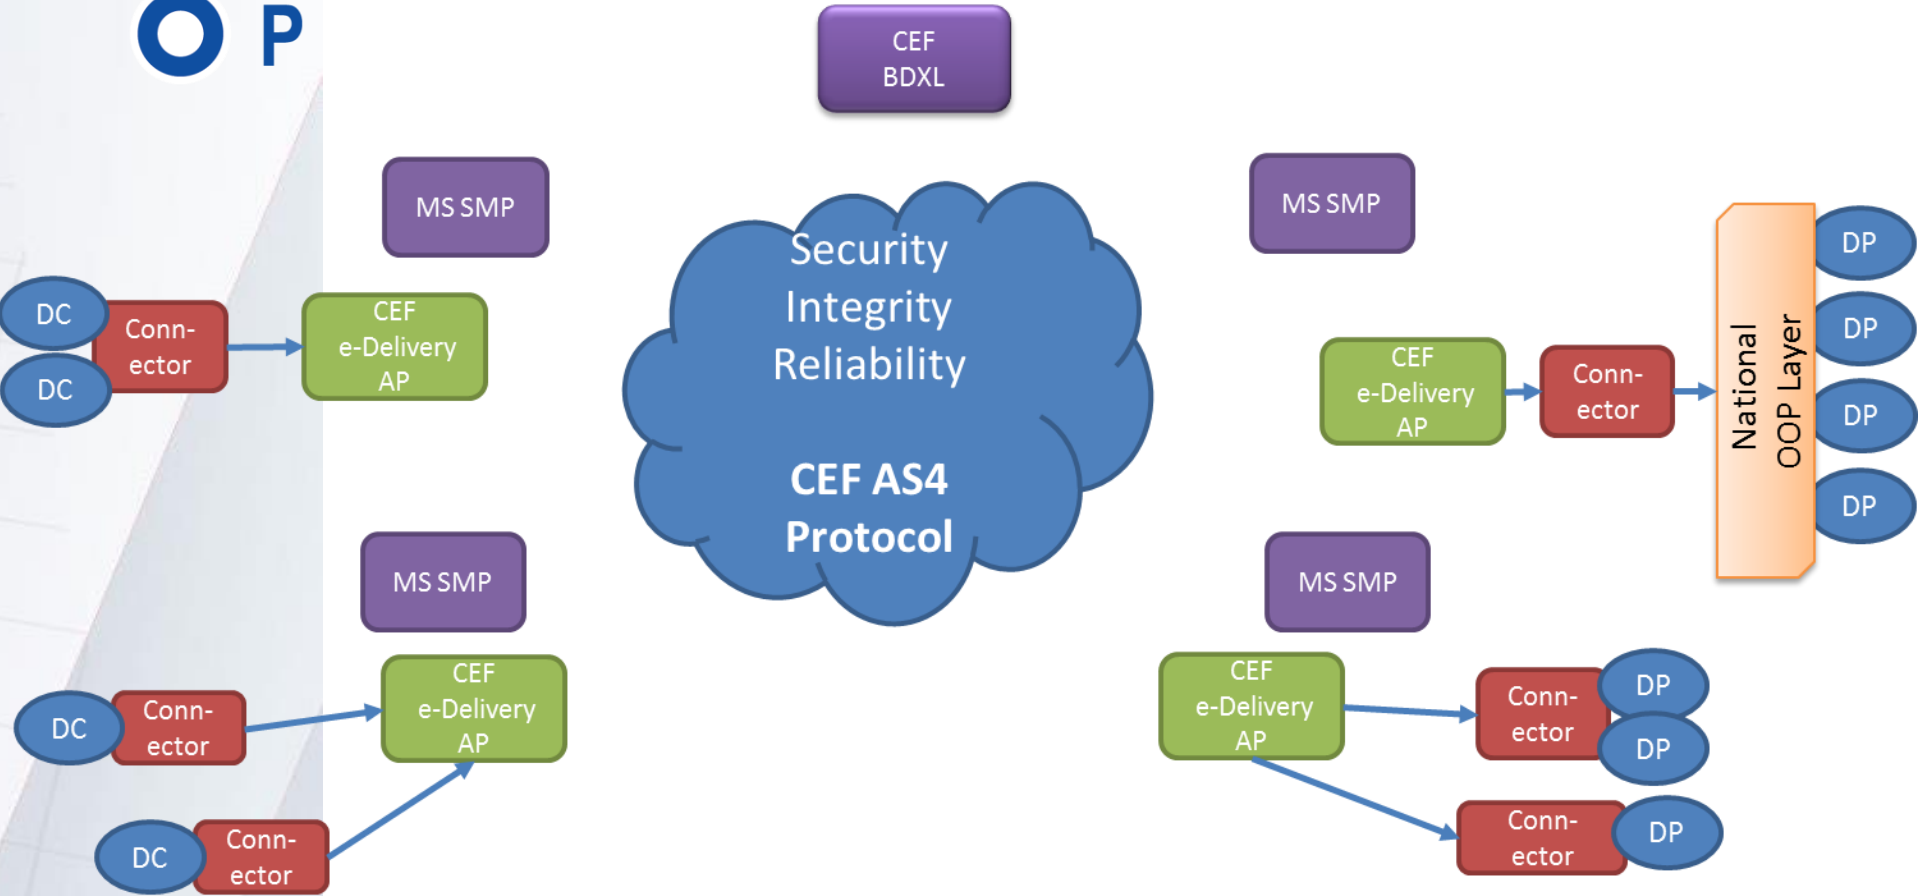 O P
CEF
BDXL
MS SMP
MS SMP
Security
Integrity
Reliability
CEF AS4
Protocol
DC
DC
Conn-
ector
CEF
e-Delivery
AP
CEF
e-Delivery
AP
Conn-
ector
National
OOP Layer
DP
DP
DP
DP
MS SMP
MS SMP
DC
Conn-
ector
CEF
e-Delivery
AP
DC
Conn-
ector
CEF
e-Delivery
AP
Conn-
ector
DP
DP
Conn-
ector
DP